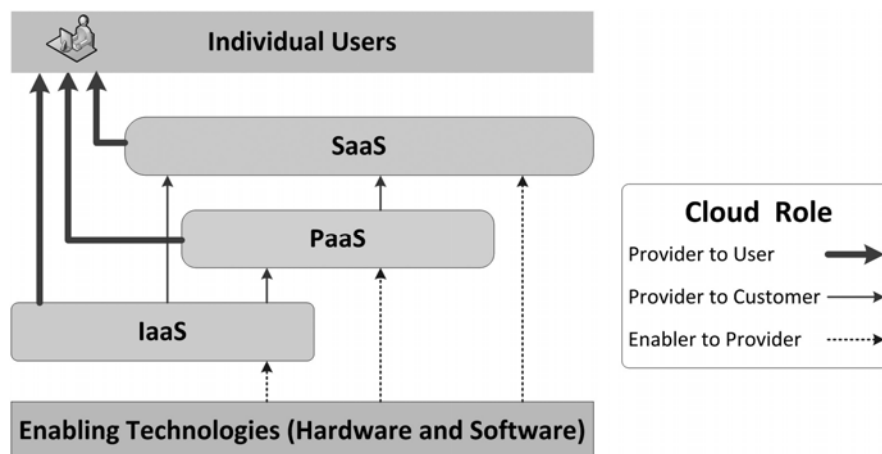 Individual Users
SaaS
PaaS
IaaS
Enabling Technologies (Hardware and Software)
Cloud Role
Provider to User
Provider to Customer
Enabler to Provider